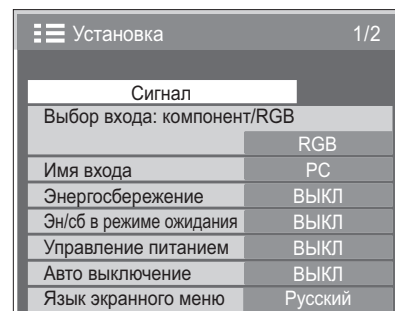 Установка 1/2
Сигнал
Выбор входа: компонент/RGB
RGB
Имя входа PC
Энергосбережение ВЫКЛ
Эн/сб в режиме ожидания ВЫКЛ
Управление питанием ВЫКЛ
Авто выключение ВЫКЛ
Язык экранного меню Русский